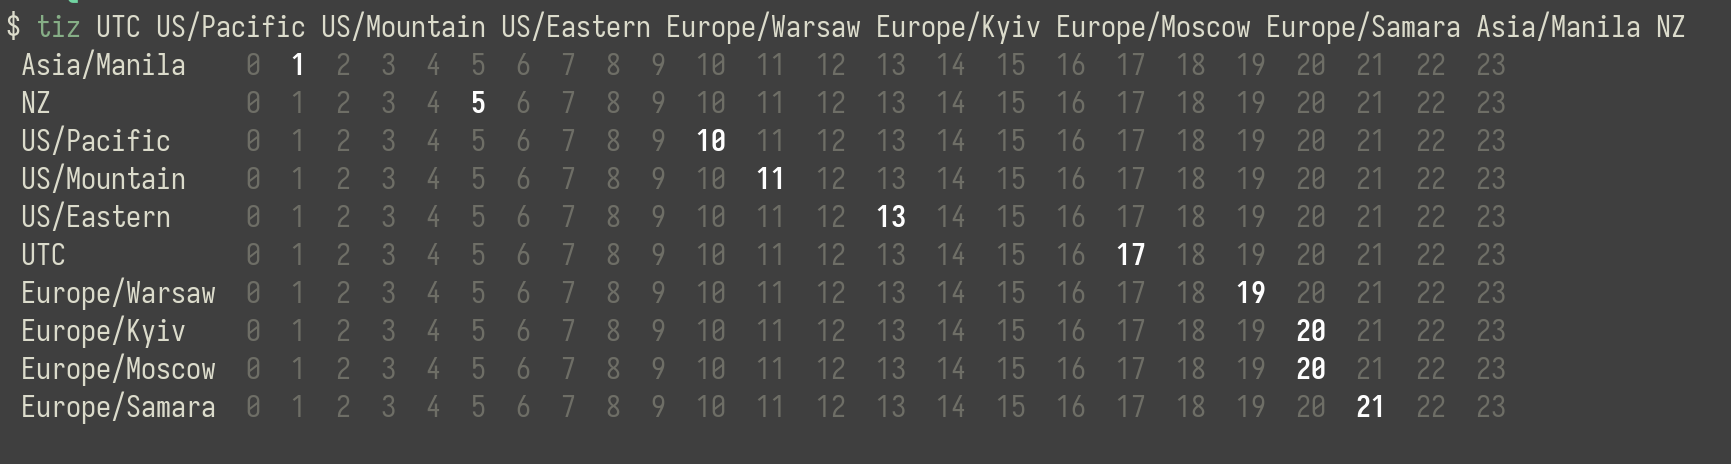 $ tiz UTC US/Pacific US/Mountain US/Eastern Europe/Warsaw Europe/Kyiv Europe/Moscow Europe/Samara Asia/Manila NZ
Asia/Manila 0 1 2 3 4 5 6 7 8 9 10 11 12 13 14 15 16 17 18 19 20 21 22 23
NZ 0 1 2 3 4 5 6 7 8 9 10 11 12 13 14 15 16 17 18 19 20 21 22 23
US/Pacific 0 1 2 3 4 5 6 7 8 9 10 11 12 13 14 15 16 17 18 19 20 21 22 23
US/Mountain 0 1 2 3 4 5 6 7 8 9 10 11 12 13 14 15 16 17 18 19 20 21 22 23
US/Eastern 0 1 2 3 4 5 6 7 8 9 10 11 12 13 14 15 16 17 18 19 20 21 22 23
UTC 0 1 2 3 4 5 6 7 8 9 10 11 12 13 14 15 16 17 18 19 20 21 22 23
Europe/Warsaw 0 1 2 3 4 5 6 7 8 9 10 11 12 13 14 15 16 17 18 19 20 21 22 23
Europe/Kyiv 0 1 2 3 4 5 6 7 8 9 10 11 12 13 14 15 16 17 18 19 20 21 22 23
Europe/Moscow 0 1 2 3 4 5 6 7 8 9 10 11 12 13 14 15 16 17 18 19 20 21 22 23
Europe/Samara 0 1 2 3 4 5 6 7 8 9 10 11 12 13 14 15 16 17 18 19 20 21 22 23